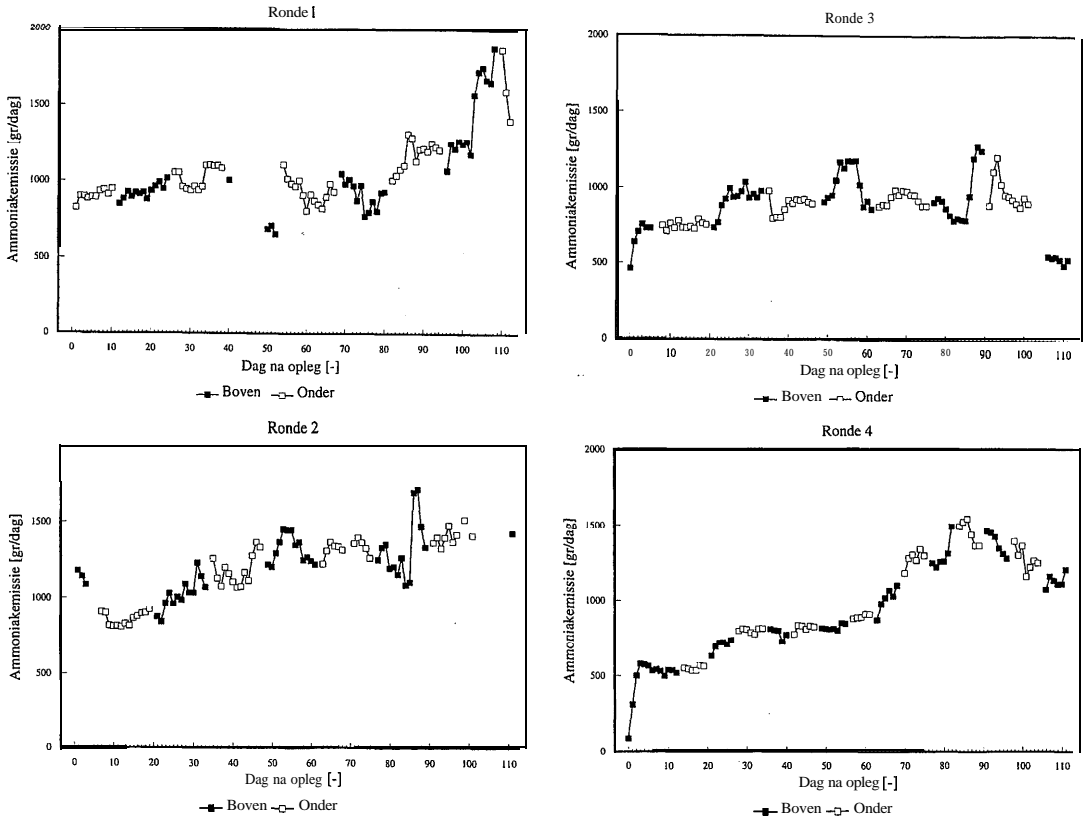 Ronde 1
2000
1500
1000
500
0
Ammoniakemissie [gr/dag]
0 10 20 30 40 50 60 70 80 90 100 110
Dag na opleg [-]
Boven Onder
Ronde 3
2000
1500
1000
500
0
Ammoniakemissie [gr/dag]
0 10 20 30 40 50 60 70 80 90 100 110
Dag na opleg [-]
Boven Onder
Ronde 2
1500
1000
500
0
Ammoniakemissie [gr/dag]
0 10 20 30 40 50 60 70 80 90 100 110
Dag na opleg [-]
Boven Onder
Ronde 4
2000
1500
1000
500
0
Ammoniakemissie [gr/dag]
0 10 20 30 40 50 60 70 80 90 100 110
Dag na opleg [-]
Boven Onder